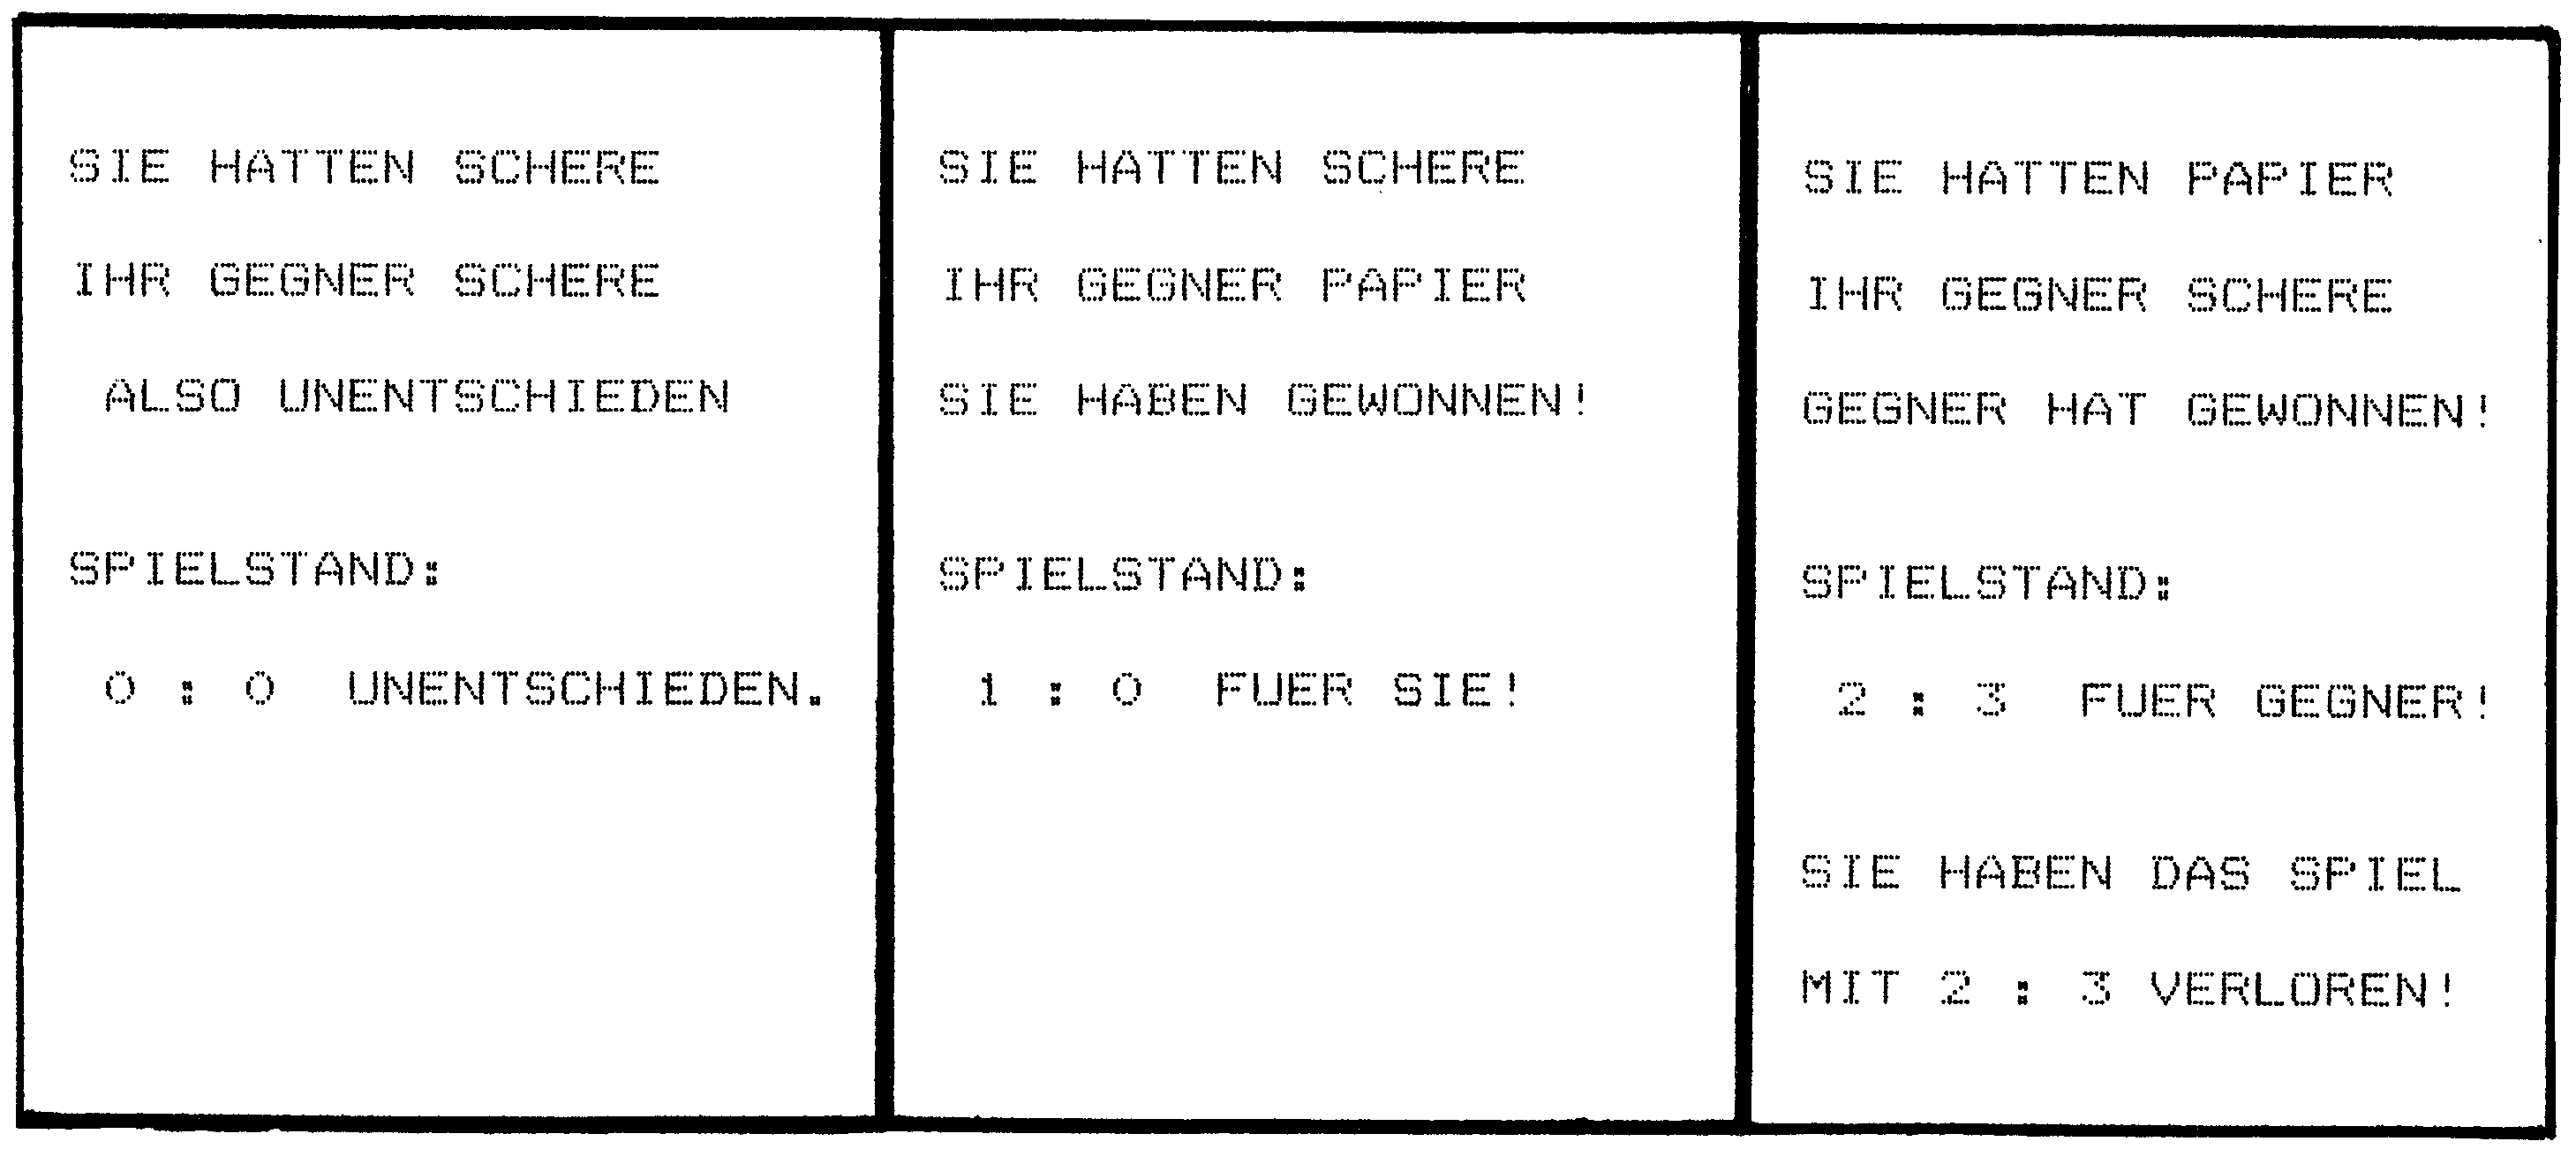 SIE HATTEN SCHERE
IHR GEGNER SCHERE
ALSO UNENTSCHIEDEN
SPIELSTAND:
0 : 0 UNENTSCHIEDEN.
SIE HATTEN SCHERE
IHR GEGNER PAPIER
SIE HABEN GEWONNEN!
SPIELSTAND:
1 : 0 FUER SIE!
SIE HATTEN PAPIER
IHR GEGNER SCHERE
GEGNER HAT GEWONNEN!
SPIELSTAND:
2 : 3 FUER GEGNER!
SIE HABEN DAS SPIEL
MIT 2 : 3 VERLOREN!